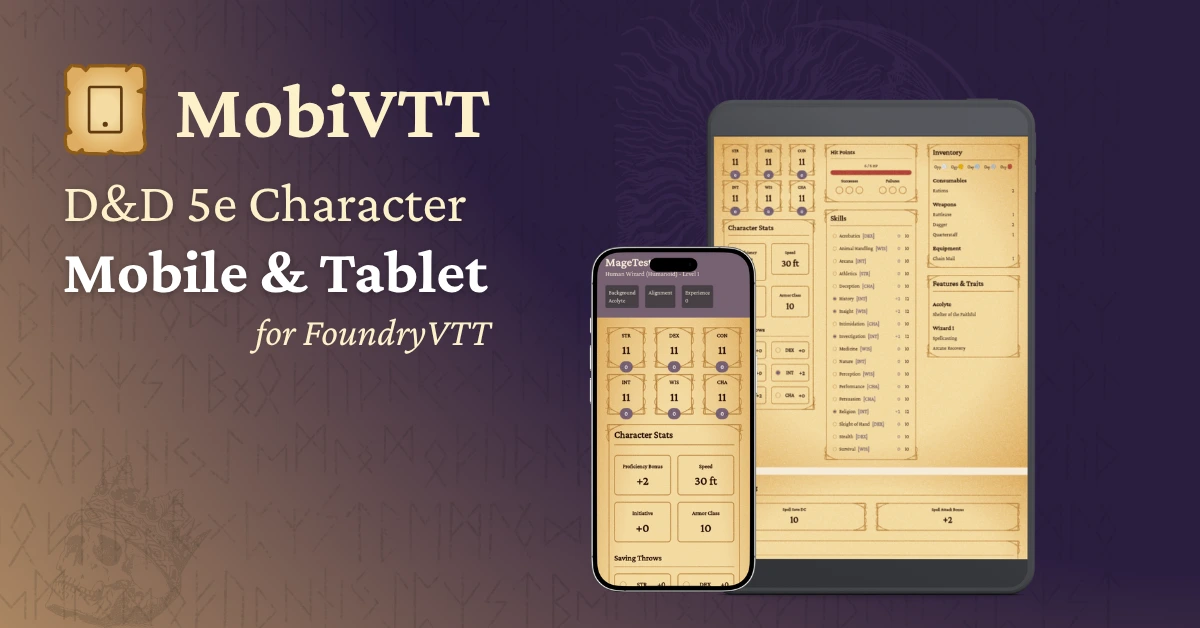 MobiVTT
D&D 5e Character
Mobile & Tablet
for FoundryVTT
MageTest
Human Wizard (Humanoid) - Level 1
Background
Acolyte
Alignment
Experience
0
STR
11
0
DEX
11
0
CON
11
0
INT
11
0
WIS
11
0
CHA
11
0
Character Stats
Proficiency Bonus
+2
Speed
30 ft
Initiative
+0
Armor Class
10
Saving Throws
STR +0
DEX +0
STR
11
0
DEX
11
0
CON
11
0
INT
11
0
WIS
11
0
CHA
11
0
Character Stats
Speed
30 ft
Armor Class
10
DEX +0
INT +2
CHA +0
Hit Points
Successes
Failures
Skills
Acrobatics [DEX] 0 10
Animal Handling [WIS] 0 10
Arcana [INT] 0 10
Athletics [STR] 0 10
Deception [CHA] 0 10
History [INT] +2 12
Insight [WIS] +2 12
Intimidation [CHA] 0 10
Investigation [INT] +2 12
Medicine [WIS] 0 10
Nature [INT] 0 10
Perception [WIS] 0 10
Performance [CHA] 0 10
Persuasion [CHA] 0 10
Religion [INT] +2 12
Sleight of Hand [DEX] 0 10
Stealth [DEX] 0 10
Survival [WIS] 0 10
Inventory
Consumables
Rations
Weapons
Battleaxe 1
Dagger 2
Quarterstaff 1
Equipment
Chain Mail 1
Features & Traits
Acolyte
Shelter of the Faithful
Wizard 1
Spellcasting
Arcane Recovery
Spell Save DC
10
Spell Attack Bonus
+2